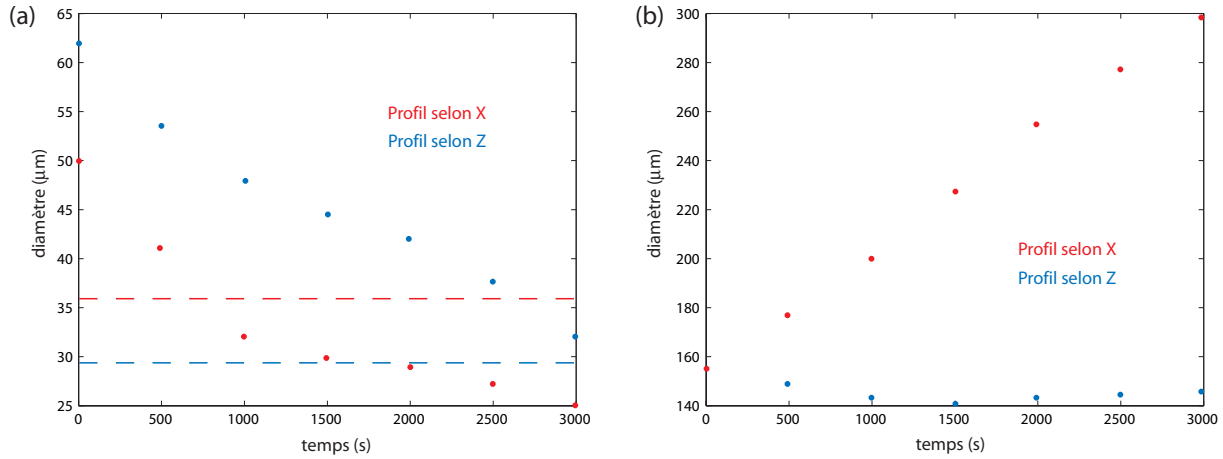 (a)
65
60
55
50
45
40
35
30
25
diamètre (µm)
Profil selon X
Profil selon Z
0 500 1000 1500 2000 2500 3000
temps (s)
(b)
300
280
260
240
220
200
180
160
140
diamètre (µm)
Profil selon X
Profil selon Z
0 500 1000 1500 2000 2500 3000
temps (s)